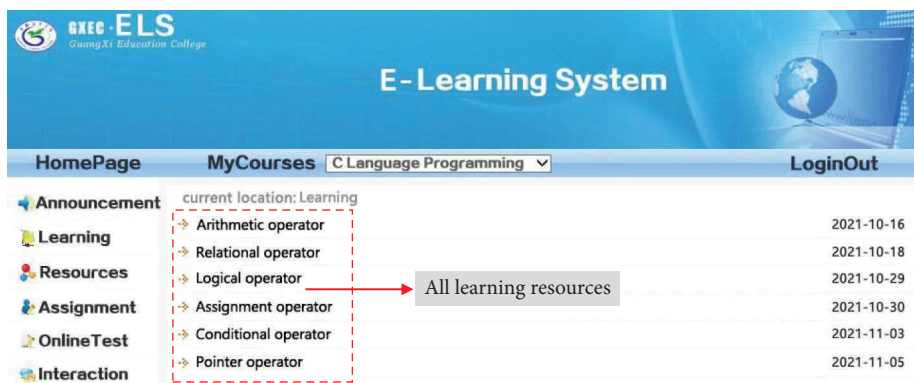 GXEC·ELS
GuangXi Education College
E-Learning System
HomePage MyCourses C Language Programming LoginOut
Announcement current location: Learning
Arithmetic operator 2021-10-16
Learning
Relational operator 2021-10-18
Resources Logical operator 2021-10-29
All learning resources
Assignment Assignment operator 2021-10-30
OnlineTest Conditional operator 2021-11-03
Pointer operator 2021-11-05
Interaction